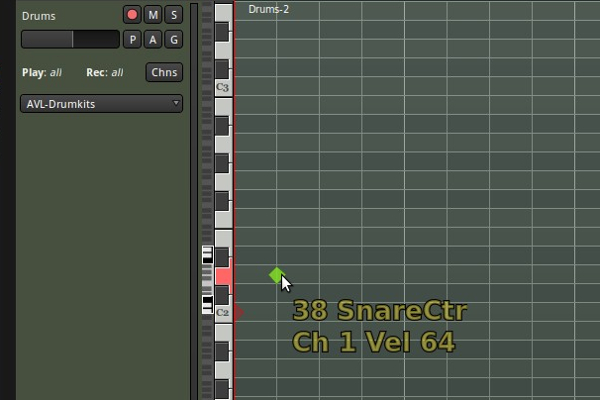 Drums
M
S
P
A
G
Play: all
Rec: all
Chns
AVL-Drumkits
Drums-2
C3
C2
38 SnareCtr
Ch 1 Vel 64